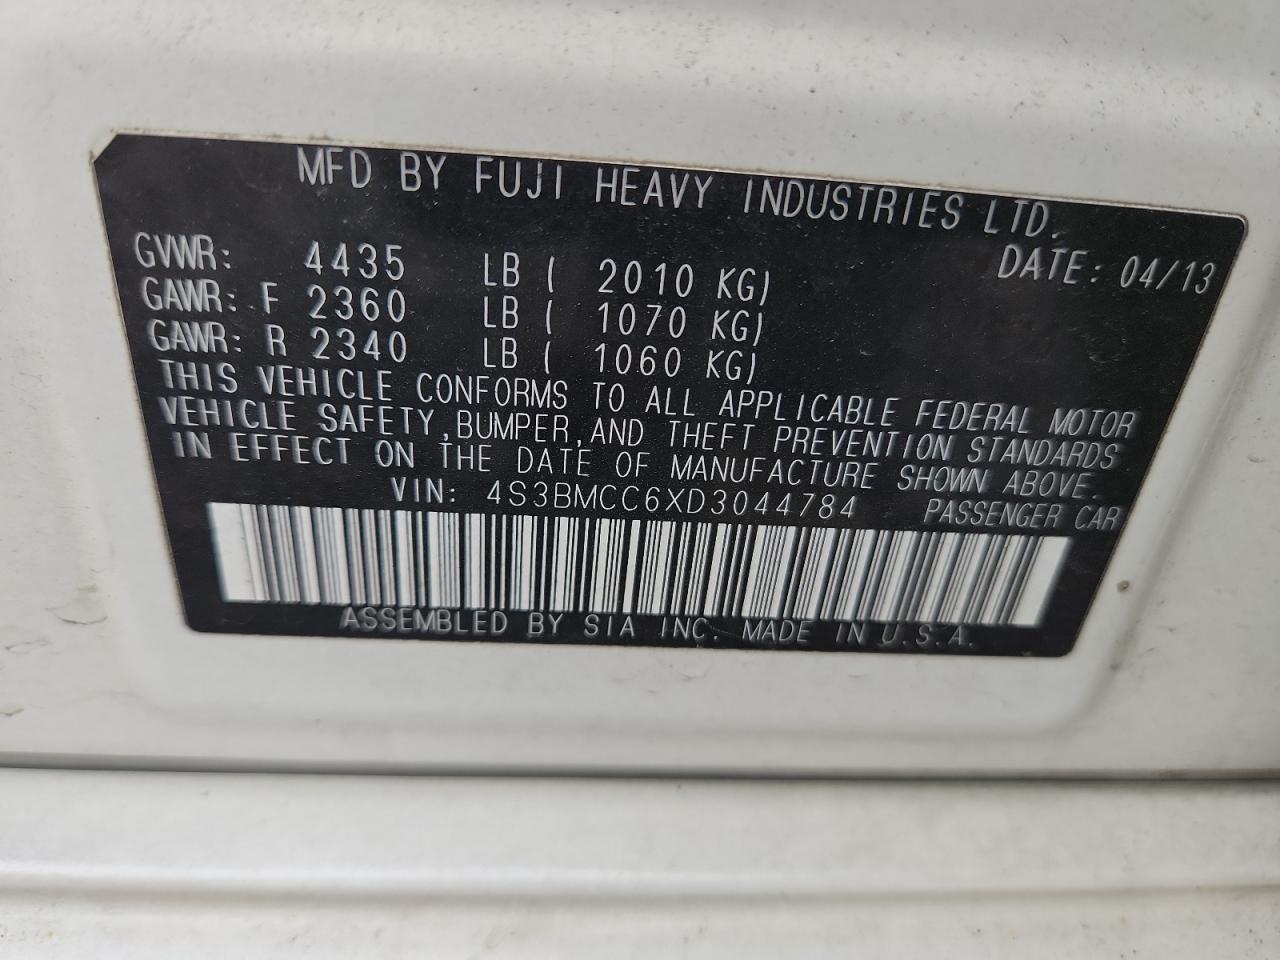 MFD BY FUJI HEAVY INDUSTRIES LTD.
DATE: 04/13
GVWR: 4435 LB ( 2010 KG)
GAWR: F 2360 LB ( 1070 KG)
GAWR: R 2340 LB ( 1060 KG)
THIS VEHICLE CONFORMS TO ALL APPLICABLE FEDERAL MOTOR
VEHICLE SAFETY, BUMPER, AND THEFT PREVENTION STANDARDS
IN EFFECT ON THE DATE OF MANUFACTURE SHOWN ABOVE.
VIN: 4S3BMCC6XD3044784 PASSENGER CAR
ASSEMBLED BY SIA INC. MADE IN U.S.A.